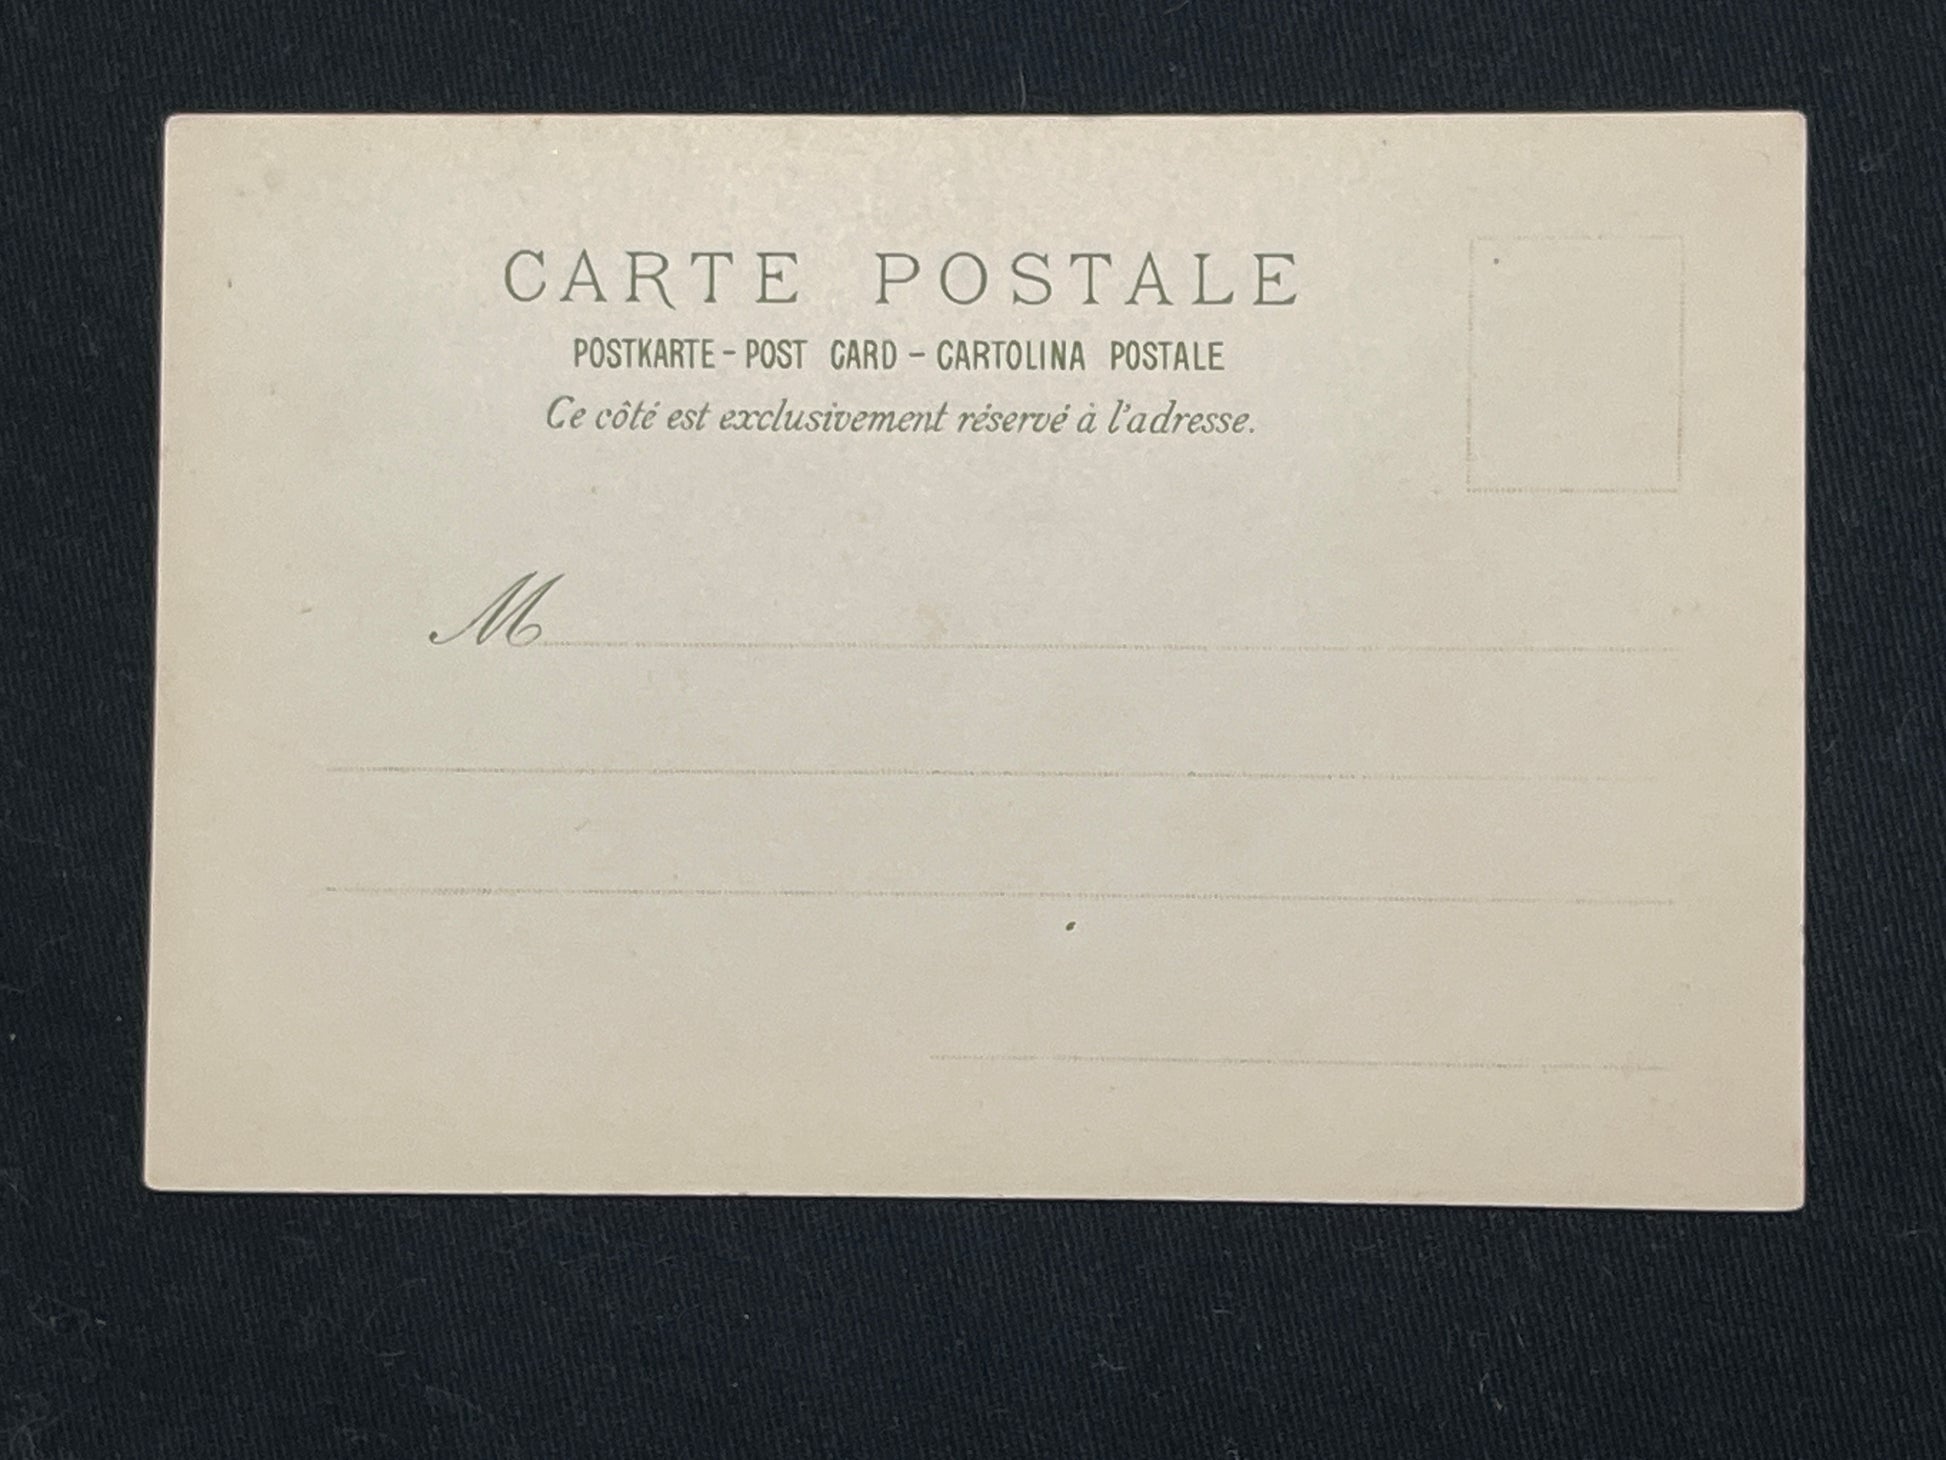 CARTE POSTALE
POSTKARTE - POST CARD - CARTOLINA POSTALE
Ce côté est exclusivement réservé à l'adresse.
M